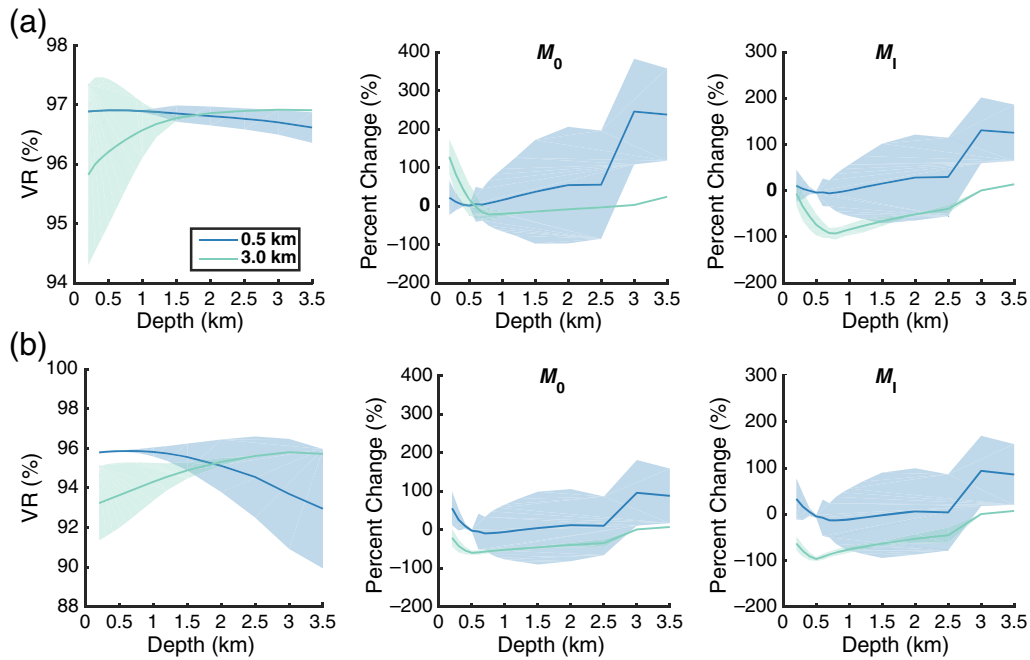 (a)
M0
MI
98
97
96
95
94
VR (%)
0.5 km
3.0 km
0 0.5 1 1.5 2 2.5 3 3.5
Depth (km)
400
300
200
100
0
−100
−200
Percent Change (%)
0 0.5 1 1.5 2 2.5 3 3.5
Depth (km)
300
200
100
0
−100
−200
Percent Change (%)
0 0.5 1 1.5 2 2.5 3 3.5
Depth (km)
(b)
M0
MI
100
98
96
94
92
90
88
VR (%)
0 0.5 1 1.5 2 2.5 3 3.5
Depth (km)
400
300
200
100
0
−100
−200
Percent Change (%)
0 0.5 1 1.5 2 2.5 3 3.5
Depth (km)
300
200
100
0
−100
−200
Percent Change (%)
0 0.5 1 1.5 2 2.5 3 3.5
Depth (km)